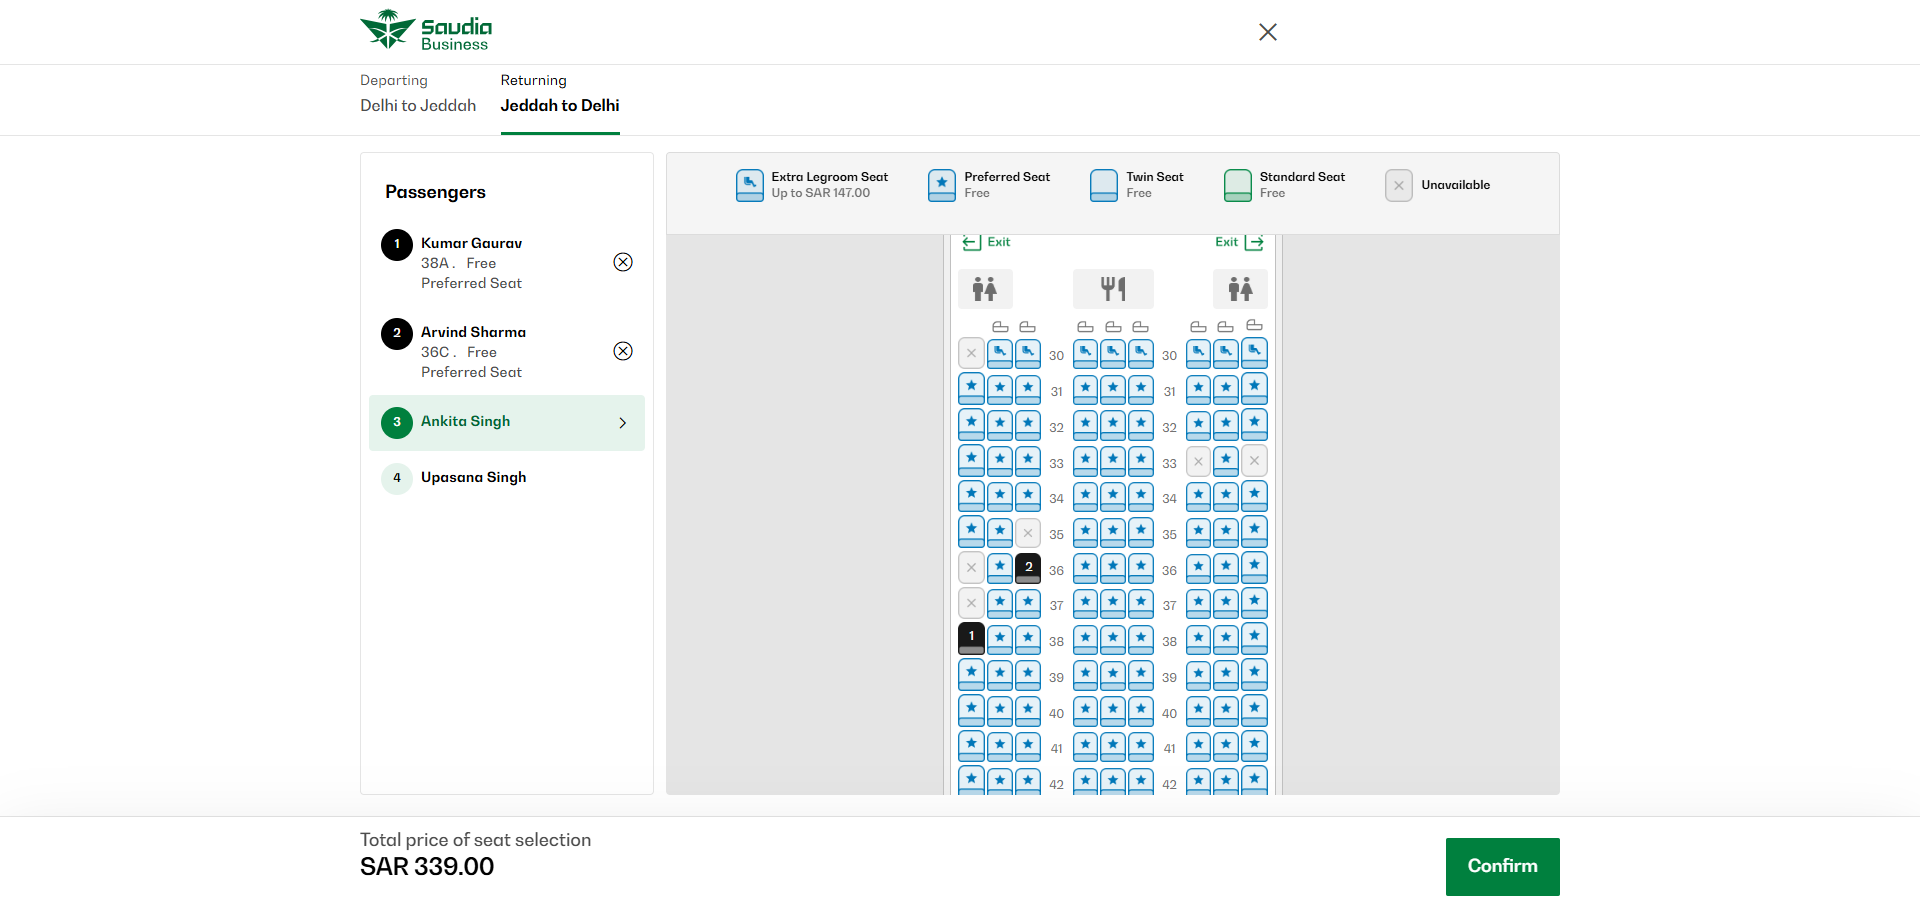 Saudia
Business
Departing
Delhi to Jeddah
Returning
Jeddah to Delhi
Passengers
1
Kumar Gaurav
38A . Free
Preferred Seat
2
Arvind Sharma
36C . Free
Preferred Seat
3
Ankita Singh
4
Upasana Singh
Extra Legroom Seat
Up to SAR 147.00
Preferred Seat
Free
Twin Seat
Free
Standard Seat
Free
Unavailable
Exit Exit
30 30
31 31
32 32
33 33
34 34
35 35
2 36 36
37 37
1 38 38
39 39
40 40
41 41
42 42
Total price of seat selection
SAR 339.00
Confirm